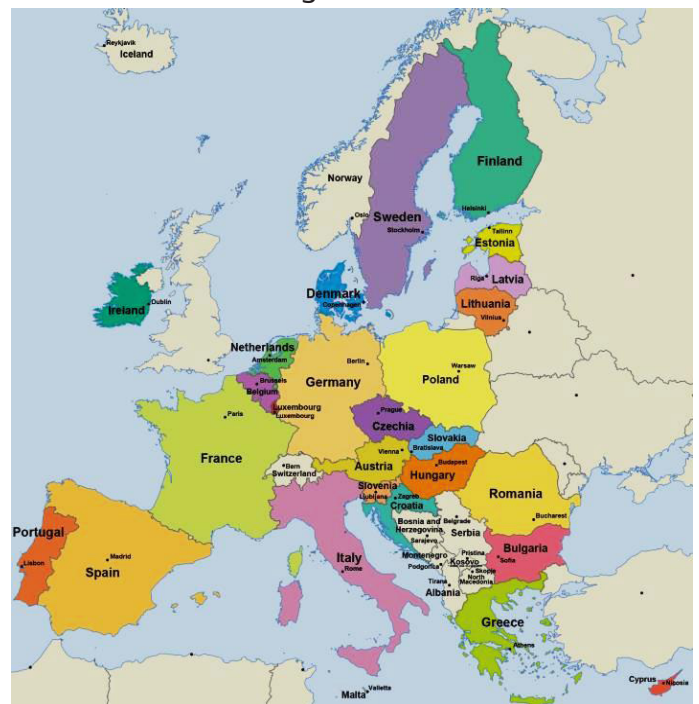 Reykjavik
Iceland
Finland
Norway
Helsinki
Oslo
Sweden
Stockholm
Tallinn
Estonia
Riga
Latvia
Denmark
Copenhagen
Lithuania
Vilnius
Dublin
Ireland
Netherlands
Amsterdam
Berlin
Germany
Warsaw
Poland
Brussels
Belgium
Luxembourg
Luxembourg
Prague
Czechia
Paris
France
Slovakia
Bratislava
Vienna
Austria
Bern
Switzerland
Budapest
Hungary
Slovenia
Ljubljana
Zagreb
Croatia
Romania
Bucharest
Bosnia and
Herzegovina
Sarajevo
Belgrade
Serbia
Portugal
Lisbon
Madrid
Spain
Italy
Rome
Montenegro
Podgorica
Pristina
Kosovo
Bulgaria
Sofia
Skopje
North
Macedonia
Tirana
Albania
Greece
Athens
Cyprus
Nicosia
Valletta
Malta